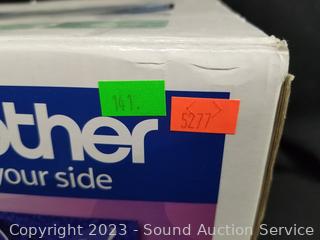 141.
5277
other
your side
Copyright 2023 - Sound Auction Service